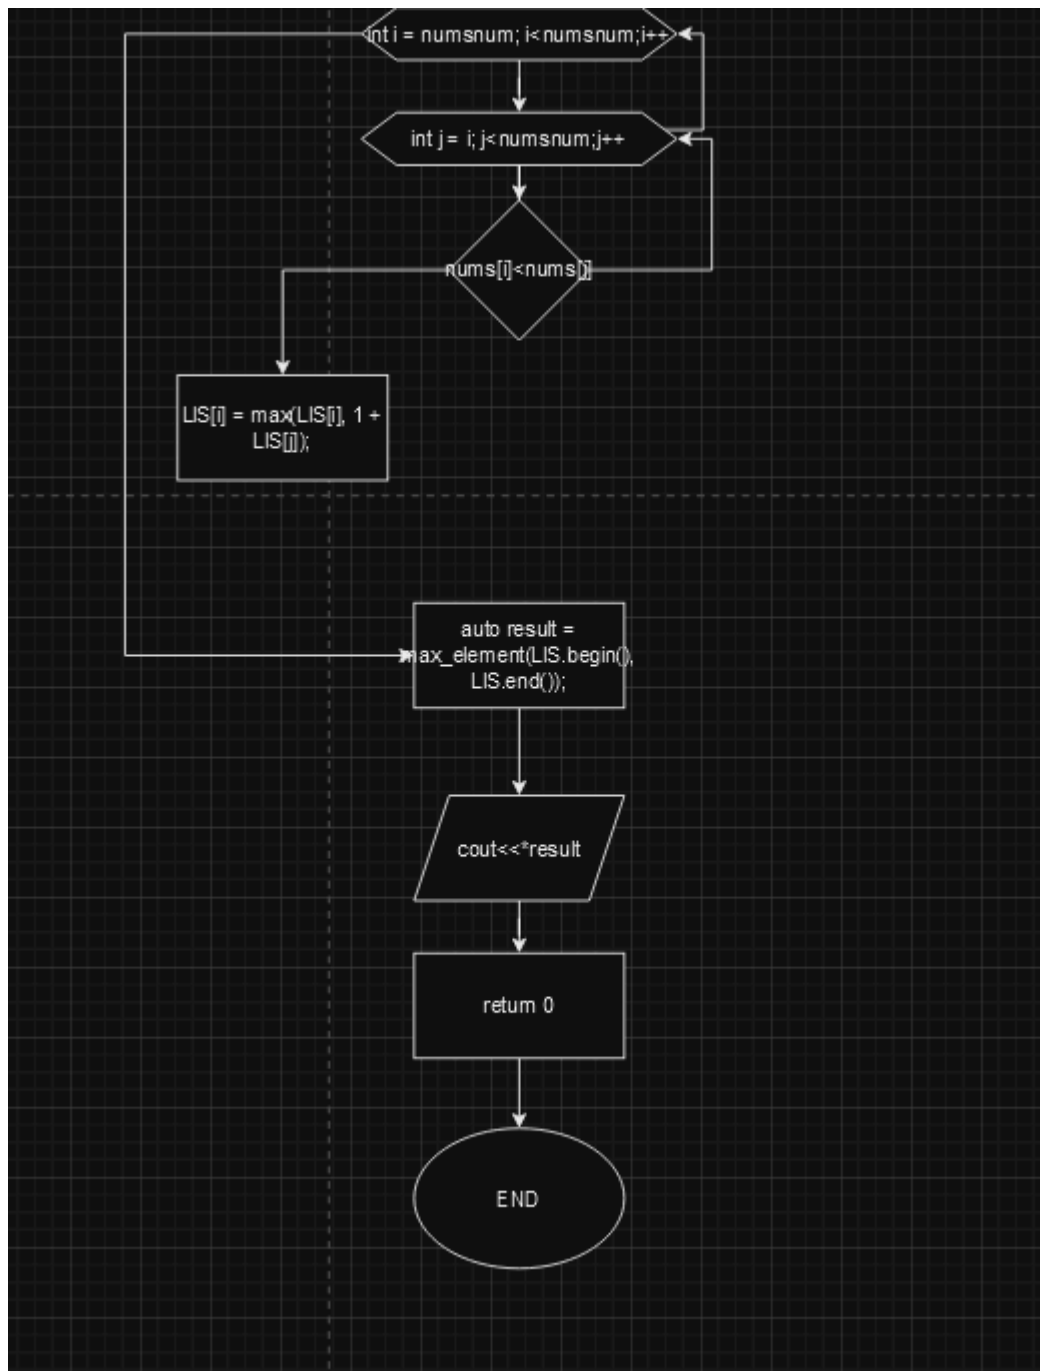 int i = numsnum; i<numsnum;i++
int j = i; j<numsnum;j++
nums[i]<nums[j]
LIS[i] = max(LIS[i], 1 +
LIS[j]);
auto result =
max_element(LIS.begin(),
LIS.end());
cout<<*result
return 0
END